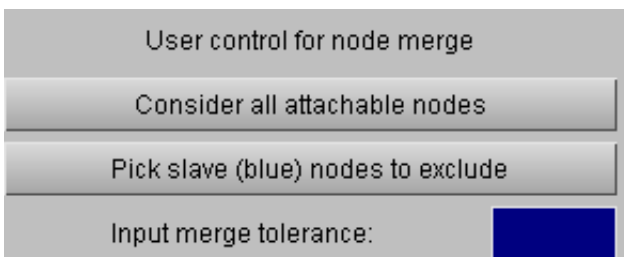 User control for node merge
Consider all attachable nodes
Pick slave (blue) nodes to exclude
Input merge tolerance: